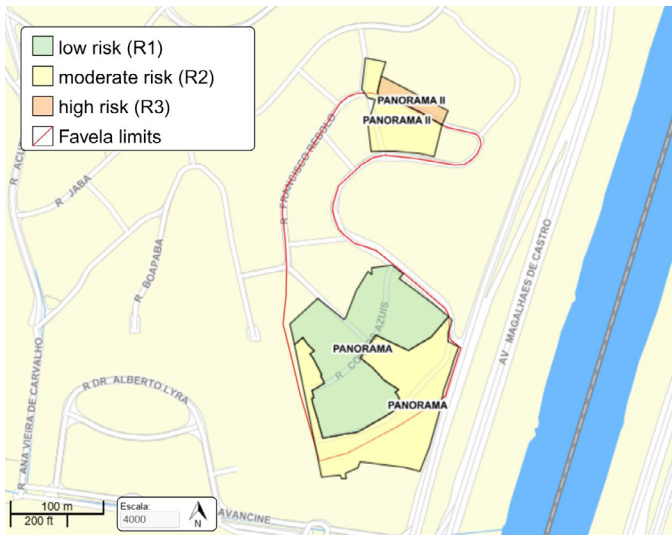 low risk (R1)
moderate risk (R2)
high risk (R3)
Favela limits
PANORAMA II
PANORAMA II
R FRANCISCO REBOLO
R JABA
R BOAPABA
AV MAGALHAES DE CASTRO
PANORAMA
PANORAMA
R DR. ALBERTO LYRA
R ANA VIEIRA DE CARVALHO
AVANCINE
100 m
200 ft
Escala:
4000
N